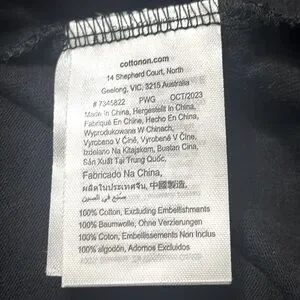 cottonon.com
14 Shepherd Court, North
Geelong, VIC, 3215 Australia
# 7345822 PWG OCT/2023
Made In China, Hergestellt In China,
Fabriqué En Chine, Hecho En China,
Wyprodukowane W Chinach,
Vyrobeno V Číně, Vyrobené V Číne,
Izdelano Na Kitajskem, Buatan Cina,
Sản Xuất Tại Trung Quốc,
Fabricado Na China,
ผลิตในประเทศจีน, 中國製造,
صنع في الصين
100% Cotton, Excluding Embellishments
100% Baumwolle, Ohne Verzierungen
100% Coton, Embellissements Non Inclus
100% algodón, Adornos Excluidos